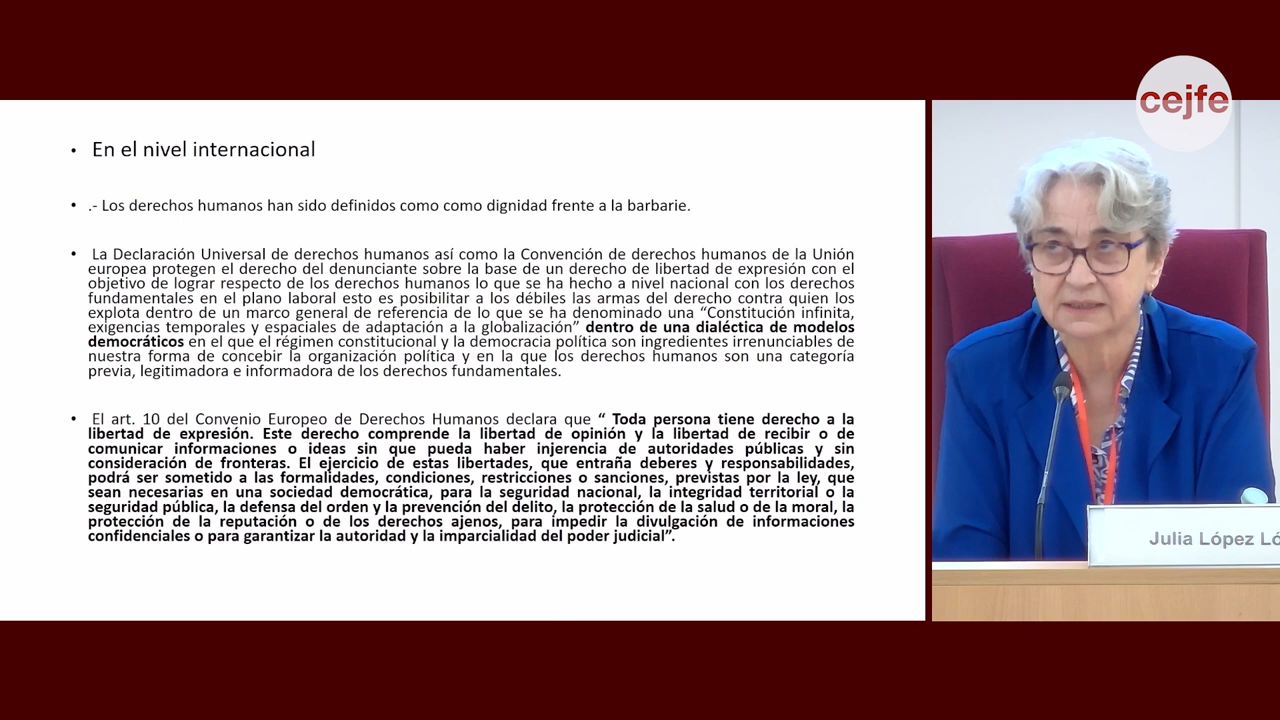 cejfe
• En el nivel internacional
• .- Los derechos humanos han sido definidos como como dignidad frente a la barbarie.
• La Declaración Universal de derechos humanos así como la Convención de derechos humanos de la Unión
europea protegen el derecho del denunciante sobre la base de un derecho de libertad de expresión con el
objetivo de lograr respecto de los derechos humanos lo que se ha hecho a nivel nacional con los derechos
fundamentales en el plano laboral esto es posibilitar a los débiles las armas del derecho contra quien los
explota dentro de un marco general de referencia de lo que se ha denominado una “Constitución infinita,
exigencias temporales y espaciales de adaptación a la globalización” dentro de una dialéctica de modelos
democráticos en el que el régimen constitucional y la democracia política son ingredientes irrenunciables de
nuestra forma de concebir la organización política y en la que los derechos humanos son una categoría
previa, legitimadora e informadora de los derechos fundamentales.
• El art. 10 del Convenio Europeo de Derechos Humanos declara que “ Toda persona tiene derecho a la
libertad de expresión. Este derecho comprende la libertad de opinión y la libertad de recibir o de
comunicar informaciones o ideas sin que pueda haber injerencia de autoridades públicas y sin
consideración de fronteras. El ejercicio de estas libertades, que entraña deberes y responsabilidades,
podrá ser sometido a las formalidades, condiciones, restricciones o sanciones, previstas por la ley, que
sean necesarias en una sociedad democrática, para la seguridad nacional, la integridad territorial o la
seguridad pública, la defensa del orden y la prevención del delito, la protección de la salud o de la moral, la
protección de la reputación o de los derechos ajenos, para impedir la divulgación de informaciones
confidenciales o para garantizar la autoridad y la imparcialidad del poder judicial”.
Julia López Ló